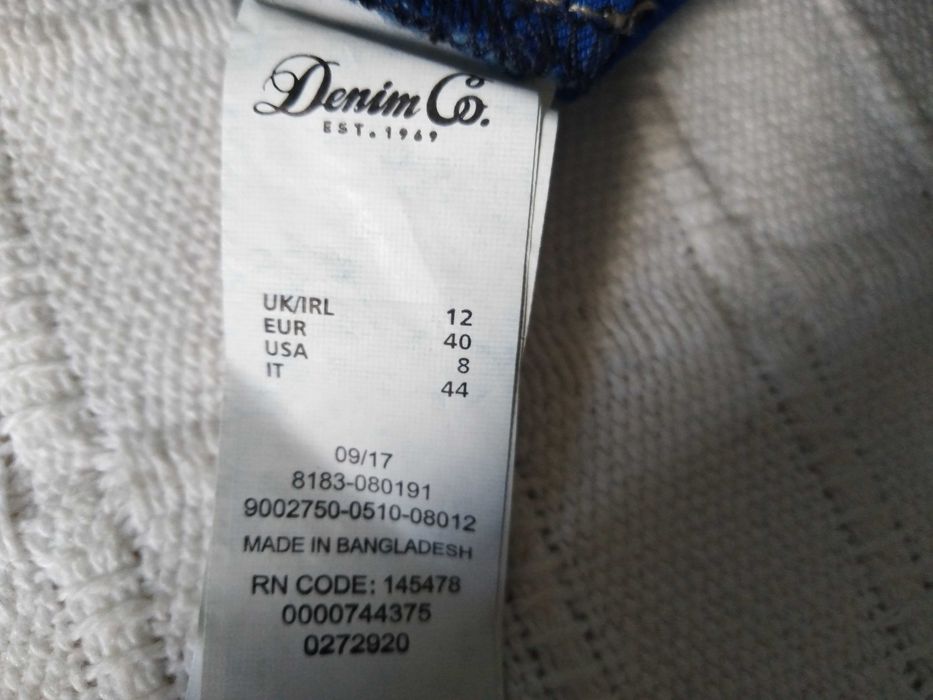 Denim Co.
EST. 1969
UK/IRL 12
EUR 40
USA 8
IT 44
09/17
8183-080191
9002750-0510-08012
MADE IN BANGLADESH
RN CODE: 145478
0000744375
0272920